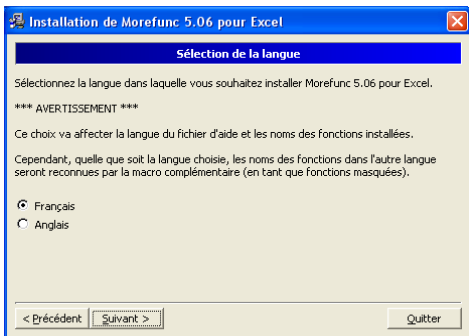 Installation de Morefunc 5.06 pour Excel
Sélection de la langue
Sélectionnez la langue dans laquelle vous souhaitez installer Morefunc 5.06 pour Excel.
*** AVERTISSEMENT ***
Ce choix va affecter la langue du fichier d'aide et les noms des fonctions installées.
Cependant, quelle que soit la langue choisie, les noms des fonctions dans l'autre langue
seront reconnues par la macro complémentaire (en tant que fonctions masquées).
Français
Anglais
< Précédent Suivant > Quitter